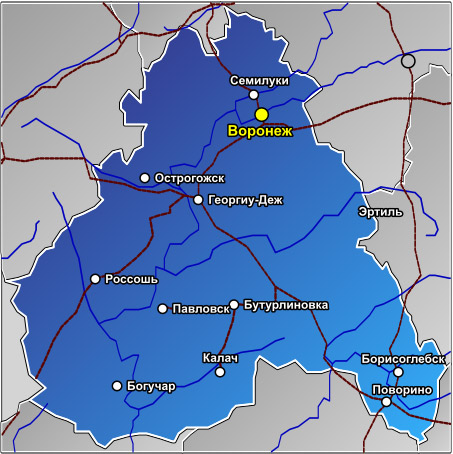 Семилуки
Воронеж
Острогожск
Георгиу-Деж
Эртиль
Россошь
Павловск
Бутурлиновка
Калач
Борисоглебск
Богучар
Поворино